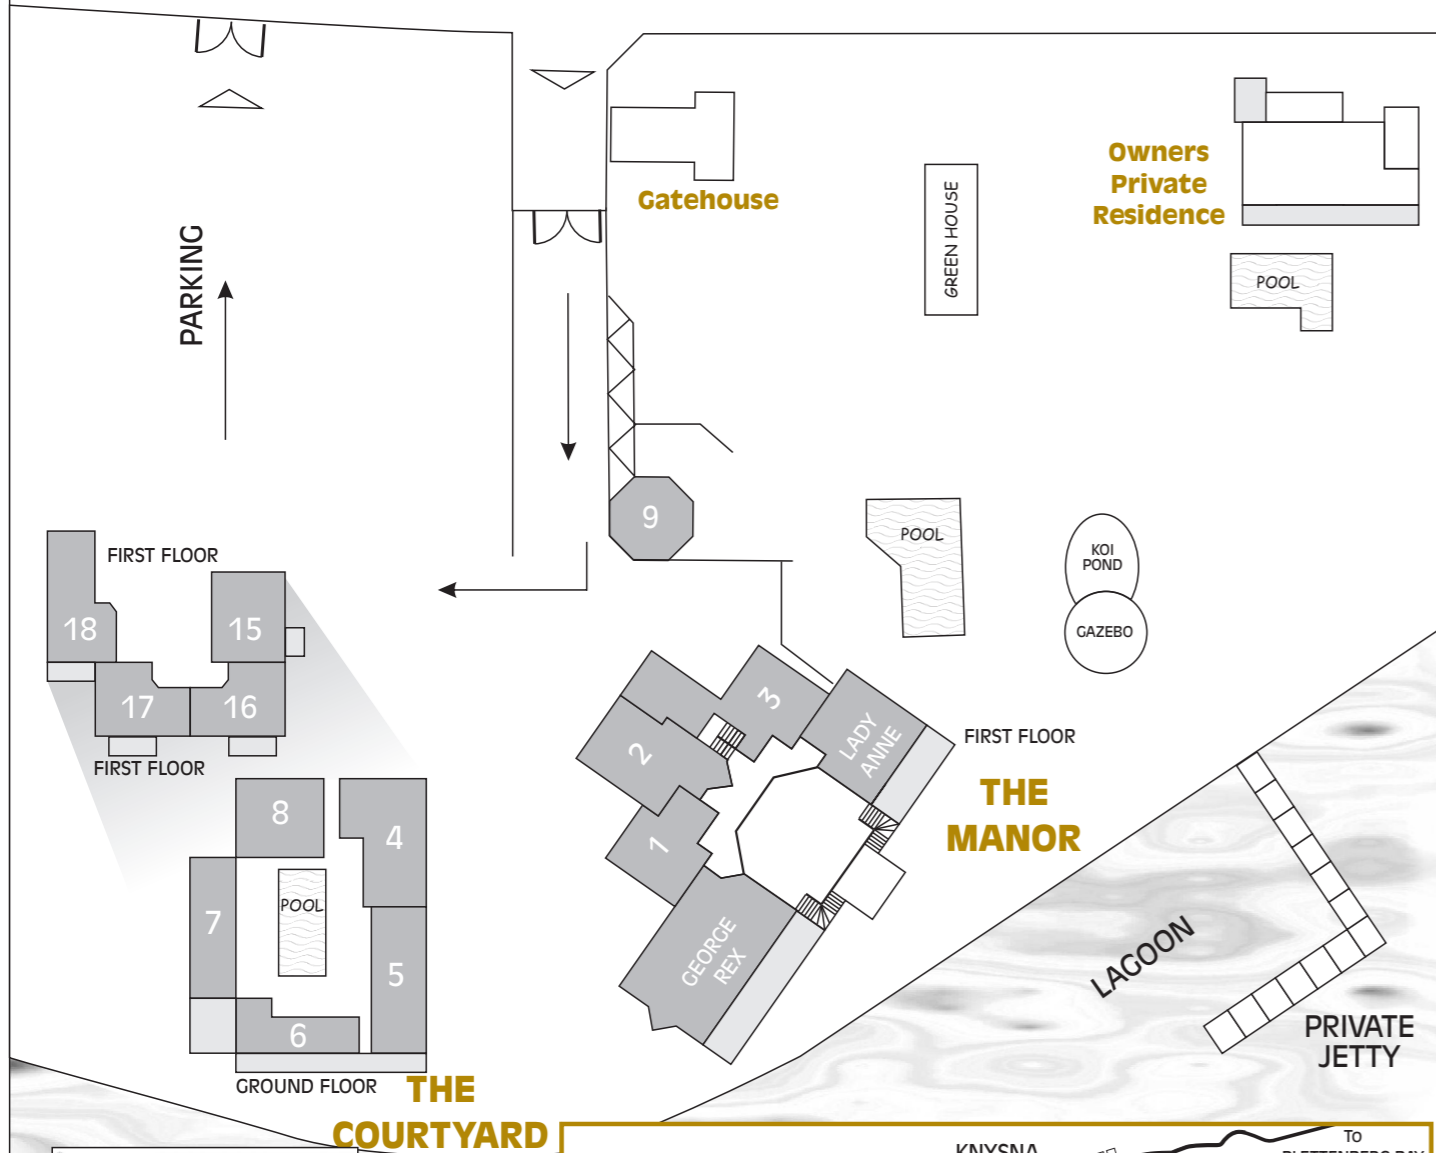 Owners
Private
Residence
Gatehouse
GREEN HOUSE
PARKING
POOL
9
POOL
KOI
POND
GAZEBO
FIRST FLOOR
18
15
17
16
FIRST FLOOR
3
LADY
ANNE
2
1
GEORGE
REX
FIRST FLOOR
THE
MANOR
8
4
7
POOL
5
6
GROUND FLOOR
THE
COURTYARD
LAGOON
PRIVATE
JETTY
KNYSNA
To
PLETTENBERG BAY